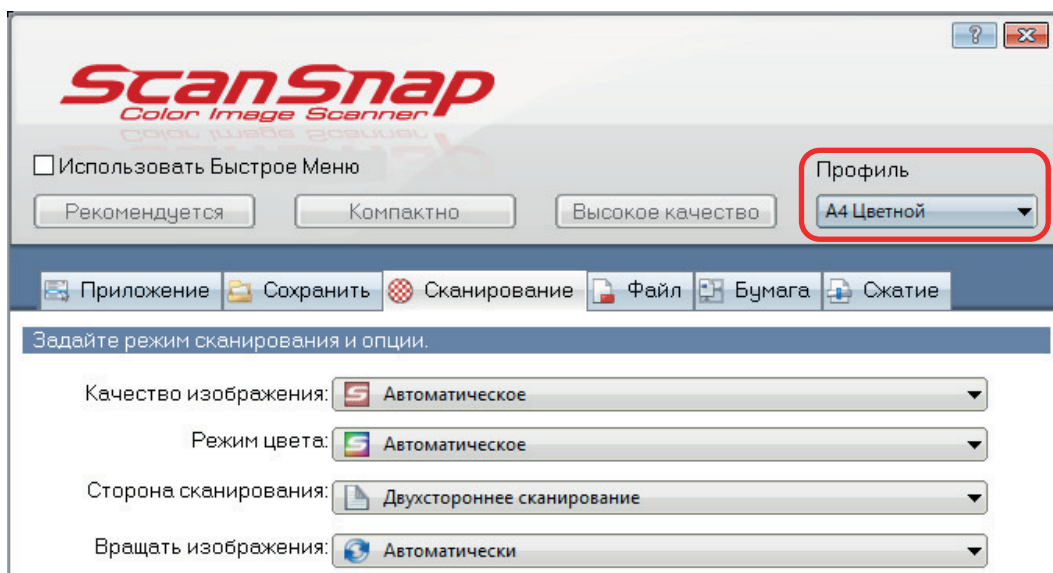 ScanSnap
Color Image Scanner
Использовать Быстрое Меню
Профиль
Рекомендуется Компактно Высокое качество А4 Цветной
Приложение Сохранить Сканирование Файл Бумага Сжатие
Задайте режим сканирования и опции.
Качество изображения: Автоматическое
Режим цвета: Автоматическое
Сторона сканирования: Двухстороннее сканирование
Вращать изображения: Автоматически